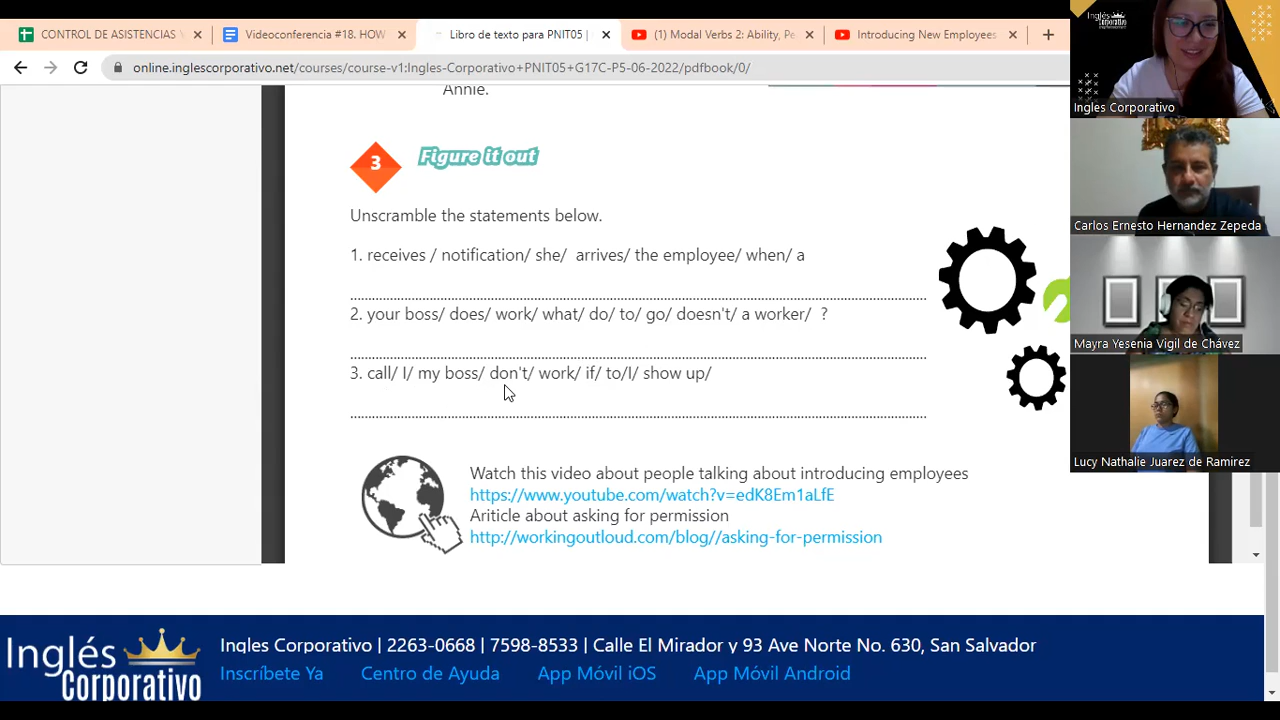 CONTROL DE ASISTENCIAS
Videoconferencia #18. HOW
Libro de texto para PNIT05 |
(1) Modal Verbs 2: Ability, Pe
Introducing New Employees
online.inglescorporativo.net/courses/course-v1:Ingles-Corporativo+PNIT05+G17C-P5-06-2022/pdfbook/0/
Annie.
3
Figure it out
Unscramble the statements below.
1. receives / notification/ she/ arrives/ the employee/ when/ a
2. your boss/ does/ work/ what/ do/ to/ go/ doesn't/ a worker/ ?
3. call/ I/ my boss/ don't/ work/ if/ to/I/ show up/
Watch this video about people talking about introducing employees
https://www.youtube.com/watch?v=edK8Em1aLfE
Ariticle about asking for permission
http://workingoutloud.com/blog//asking-for-permission
Inglés
Corporativo
Ingles Corporativo | 2263-0668 | 7598-8533 | Calle El Mirador y 93 Ave Norte No. 630, San Salvador
Inscríbete Ya
Centro de Ayuda
App Móvil iOS
App Móvil Android
Inglés
Corporativo
Ingles Corporativo
Carlos Ernesto Hernandez Zepeda
Mayra Yesenia Vigil de Chávez
Lucy Nathalie Juarez de Ramirez